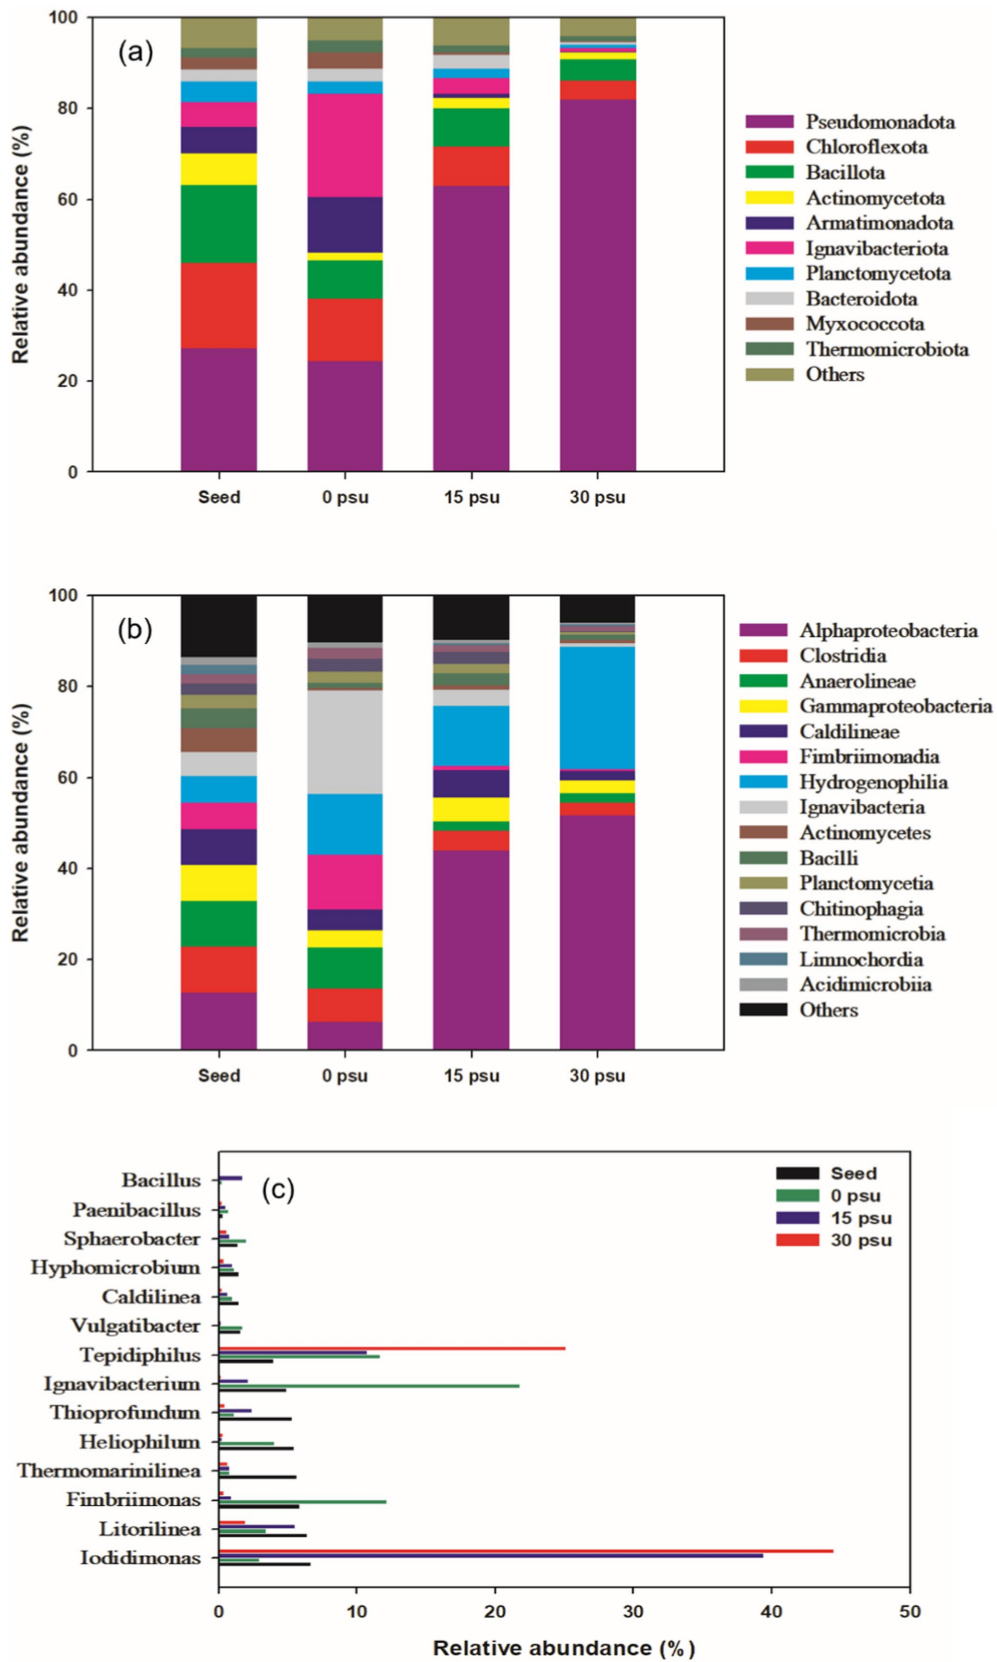 (a)
Relative abundance (%)
100
80
60
40
20
0
Seed 0 psu 15 psu 30 psu
Pseudomonadota
Chloroflexota
Bacillota
Actinomycetota
Armatimonadota
Ignavibacteriota
Planctomycetota
Bacteroidota
Myxococcota
Thermomicrobiota
Others
(b)
Relative abundance (%)
100
80
60
40
20
0
Seed 0 psu 15 psu 30 psu
Alphaproteobacteria
Clostridia
Anaerolineae
Gammaproteobacteria
Caldilineae
Fimbriimonadia
Hydrogenophilia
Ignavibacteria
Actinomycetes
Bacilli
Planctomycetia
Chitinophagia
Thermomicrobia
Limnochordia
Acidimicrobiia
Others
(c)
Bacillus
Paenibacillus
Sphaerobacter
Hyphomicrobium
Caldilinea
Vulgatibacter
Tepidiphilus
Ignavibacterium
Thioprofundum
Heliophilum
Thermomarinilinea
Fimbriimonas
Litorilinea
Iodidimonas
Seed
0 psu
15 psu
30 psu
0 10 20 30 40 50
Relative abundance (%)